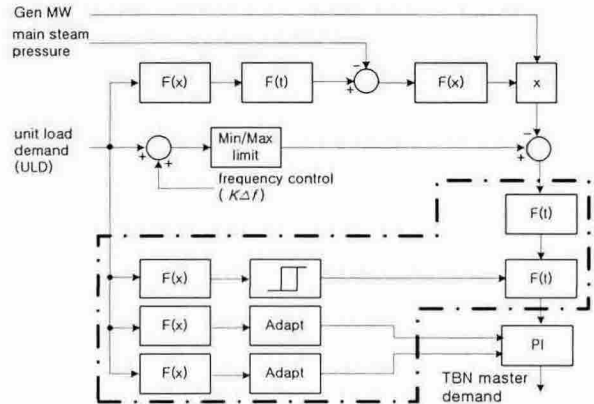 Gen MW
main steam
pressure
−
+
F(x)
F(t)
F(x)
x
unit load
demand
(ULD)
+
+
Min/Max
limit
−
+
frequency control
( KΔf )
F(t)
F(x)
F(t)
F(x)
Adapt
F(x)
Adapt
PI
TBN master
demand